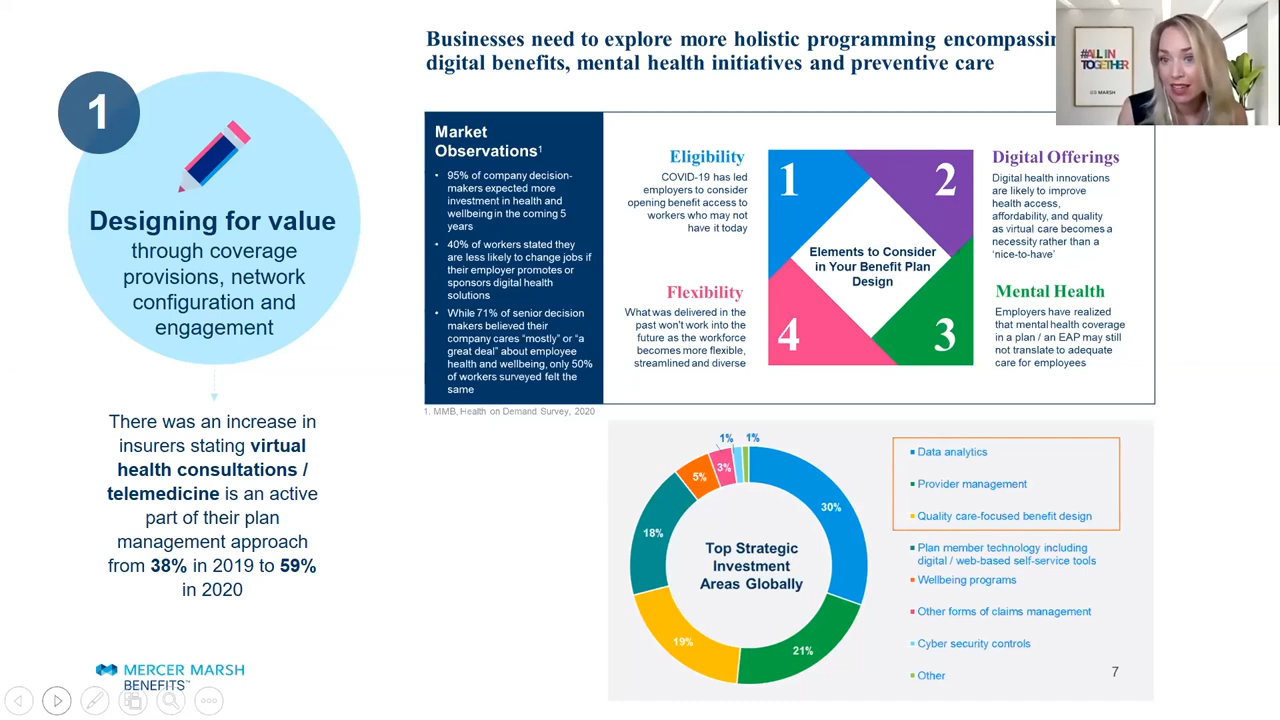 Businesses need to explore more holistic programming
digital benefits, mental health initiatives and preventive care
#ALL IN
TOGETHER
MARSH
1
Designing for value
through coverage
provisions, network
configuration and
engagement
There was an increase in
insurers stating virtual
health consultations /
telemedicine is an active
part of their plan
management approach
from 38% in 2019 to 59%
in 2020
MERCER MARSH
BENEFITS™
Market
Observations¹
• 95% of company decision-
makers expected more
investment in health and
wellbeing in the coming 5
years
• 40% of workers stated they
are less likely to change jobs if
their employer promotes or
sponsors digital health
solutions
• While 71% of senior decision
makers believed their
company cares “mostly” or “a
great deal” about employee
health and wellbeing, only 50%
of workers surveyed felt the
same
1. MMB, Health on Demand Survey, 2020
Eligibility
COVID-19 has led
employers to consider
opening benefit access to
workers who may not
have it today
Flexibility
What was delivered in the
past won't work into the
future as the workforce
becomes more flexible,
streamlined and diverse
1
2
Elements to Consider
in Your Benefit Plan
Design
4
3
Digital Offerings
Digital health innovations
are likely to improve
health access,
affordability, and quality
as virtual care becomes a
necessity rather than a
‘nice-to-have’
Mental Health
Employers have realized
that mental health coverage
in a plan / an EAP may still
not translate to adequate
care for employees
1%
1%
3%
5%
30%
18%
19%
21%
Top Strategic
Investment
Areas Globally
Data analytics
Provider management
Quality care-focused benefit design
Plan member technology including
digital / web-based self-service tools
Wellbeing programs
Other forms of claims management
Cyber security controls
Other
7